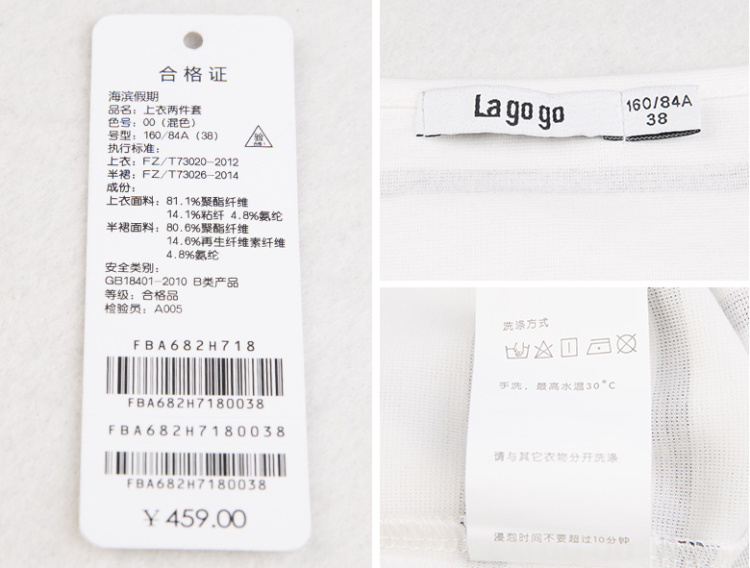 合格证
海滨假期
品名：上衣两件套
色号：00（混色）
号型：160/84A（38）
执行标准：
上衣：FZ/T73020-2012
半裙：FZ/T73026-2014
成份：
上衣面料：81.1%聚酯纤维
14.1%粘纤 4.8%氨纶
半裙面料：80.6%聚酯纤维
14.6%再生纤维素纤维
4.8%氨纶
安全类别：
GB18401-2010 B类产品
等级：合格品
检验员：A005
FBA682H718
FBA682H7180038
FBA682H7180038
FBA682H7180038
￥459.00
Lagogo
160/84A
38
洗涤方式
手洗，最高水温30°C
请与其它衣物分开洗涤
浸泡时间不要超过10分钟